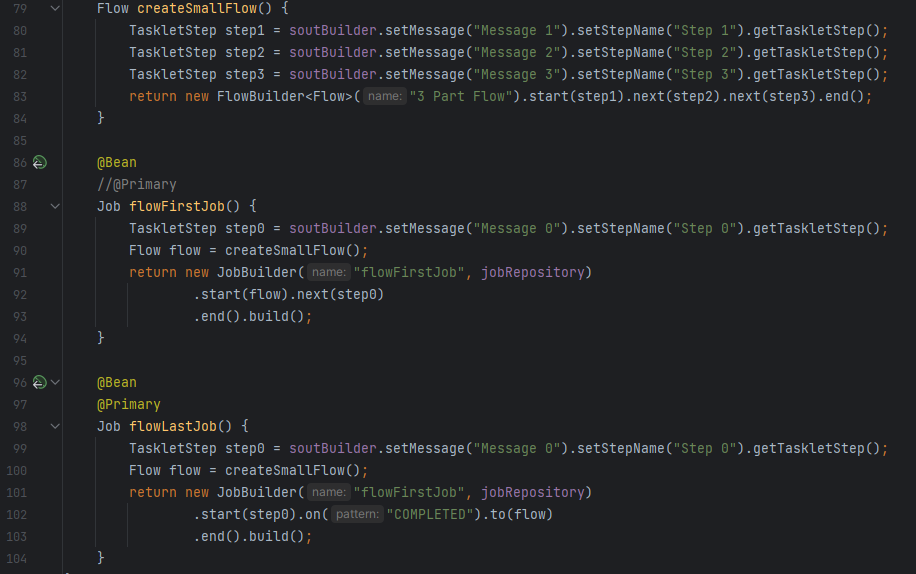 79 Flow createSmallFlow() {
80 TaskletStep step1 = soutBuilder.setMessage("Message 1").setStepName("Step 1").getTaskletStep();
81 TaskletStep step2 = soutBuilder.setMessage("Message 2").setStepName("Step 2").getTaskletStep();
82 TaskletStep step3 = soutBuilder.setMessage("Message 3").setStepName("Step 3").getTaskletStep();
83 return new FlowBuilder<Flow>( name: "3 Part Flow").start(step1).next(step2).next(step3).end();
84 }
85
86 @Bean
87 //@Primary
88 Job flowFirstJob() {
89 TaskletStep step0 = soutBuilder.setMessage("Message 0").setStepName("Step 0").getTaskletStep();
90 Flow flow = createSmallFlow();
91 return new JobBuilder( name: "flowFirstJob", jobRepository)
92 .start(flow).next(step0)
93 .end().build();
94 }
95
96 @Bean
97 @Primary
98 Job flowLastJob() {
99 TaskletStep step0 = soutBuilder.setMessage("Message 0").setStepName("Step 0").getTaskletStep();
100 Flow flow = createSmallFlow();
101 return new JobBuilder( name: "flowFirstJob", jobRepository)
102 .start(step0).on( pattern: "COMPLETED").to(flow)
103 .end().build();
104 }